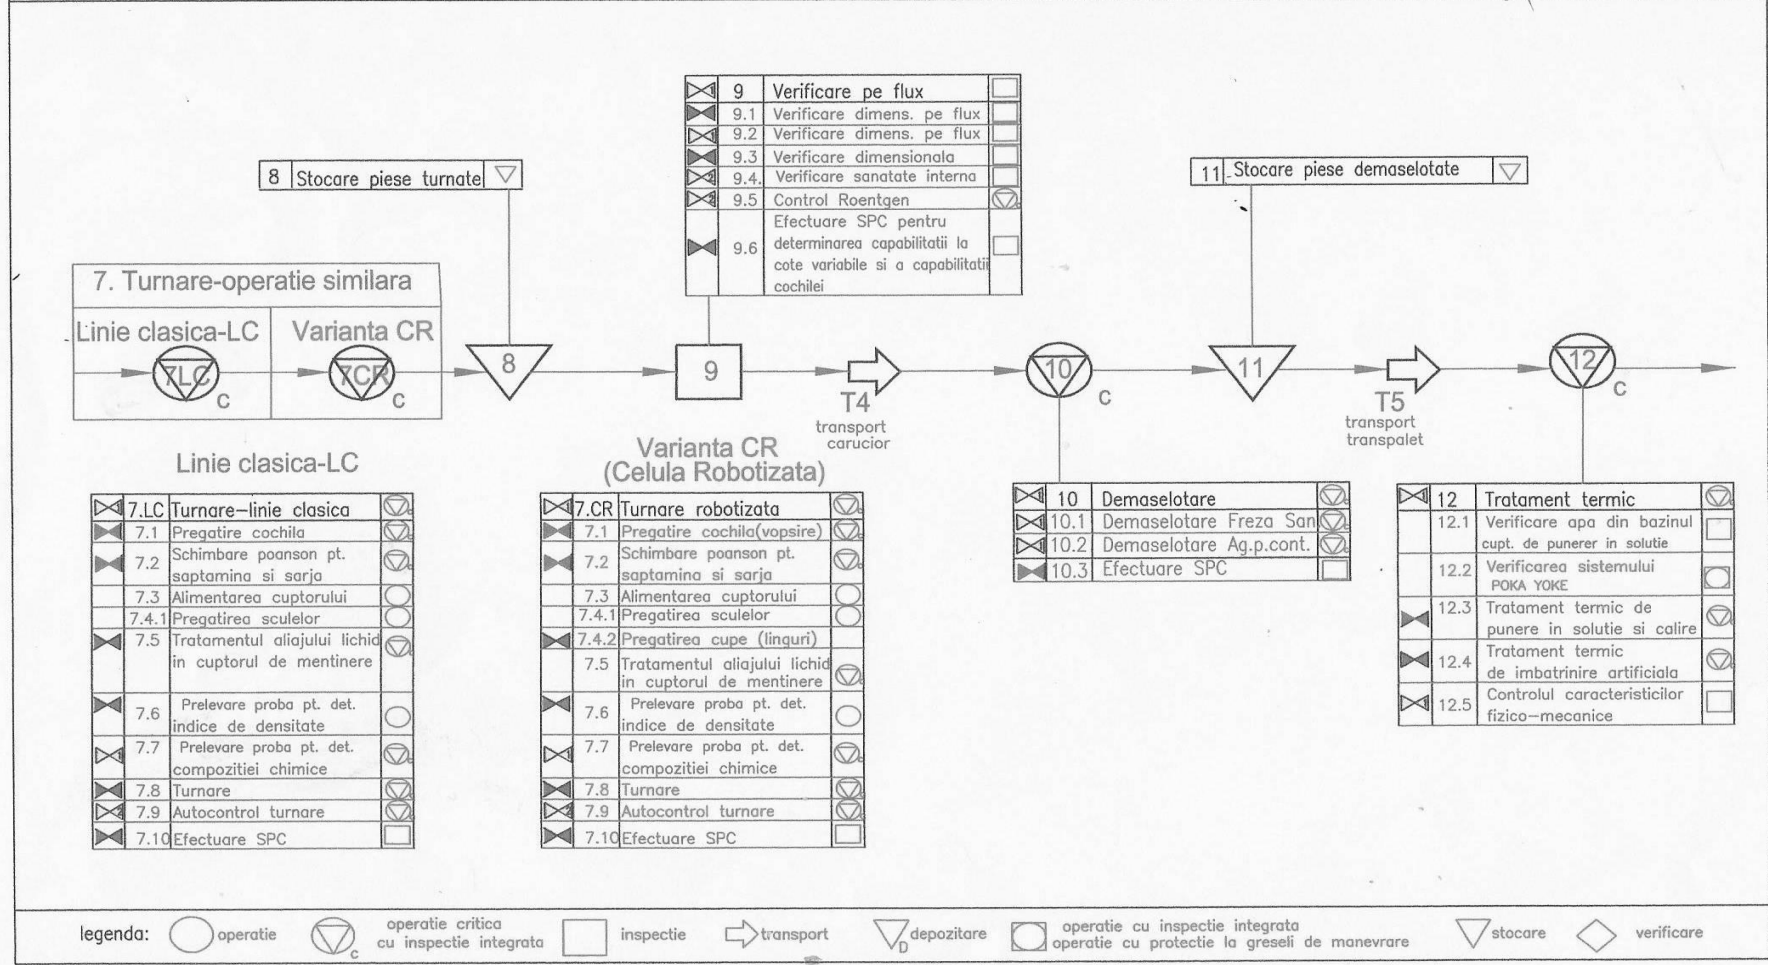 9 Verificare pe flux
9.1 Verificare dimens. pe flux
9.2 Verificare dimens. pe flux
9.3 Verificare dimensionala
9.4. Verificare sanatate interna
9.5 Control Roentgen
9.6 Efectuare SPC pentru
determinarea capabilitatii la
cote variabile si a capabilitatii
cochilei
8 Stocare piese turnate
11 Stocare piese demaselotate
7. Turnare-operatie similara
Linie clasica-LC
Varianta CR
7LC
C
7CR
C
8
9
T4
transport
carucior
10
C
11
T5
transport
transpalet
12
C
Linie clasica-LC
7.LC Turnare-linie clasica
7.1 Pregatire cochila
7.2 Schimbare poanson pt.
saptamina si sarja
7.3 Alimentarea cuptorului
7.4.1 Pregatirea sculelor
7.5 Tratamentul aliajului lichid
in cuptorul de mentinere
7.6 Prelevare proba pt. det.
indice de densitate
7.7 Prelevare proba pt. det.
compozitiei chimice
7.8 Turnare
7.9 Autocontrol turnare
7.10 Efectuare SPC
Varianta CR
(Celula Robotizata)
7.CR Turnare robotizata
7.1 Pregatire cochila(vopsire)
7.2 Schimbare poanson pt.
saptamina si sarja
7.3 Alimentarea cuptorului
7.4.1 Pregatirea sculelor
7.4.2 Pregatirea cupe (linguri)
7.5 Tratamentul aliajului lichid
in cuptorul de mentinere
7.6 Prelevare proba pt. det.
indice de densitate
7.7 Prelevare proba pt. det.
compozitiei chimice
7.8 Turnare
7.9 Autocontrol turnare
7.10 Efectuare SPC
10 Demaselotare
10.1 Demaselotare Freza San
10.2 Demaselotare Ag.p.cont.
10.3 Efectuare SPC
12 Tratament termic
12.1 Verificare apa din bazinul
cupt. de punerer in solutie
12.2 Verificarea sistemului
POKA YOKE
12.3 Tratament termic de
punere in solutie si calire
12.4 Tratament termic
de imbatrinire artificiala
12.5 Controlul caracteristicilor
fizico-mecanice
legenda:
operatie
C
operatie critica
cu inspectie integrata
inspectie
transport
D
depozitare
operatie cu inspectie integrata
operatie cu protectie la greseli de manevrare
stocare
verificare